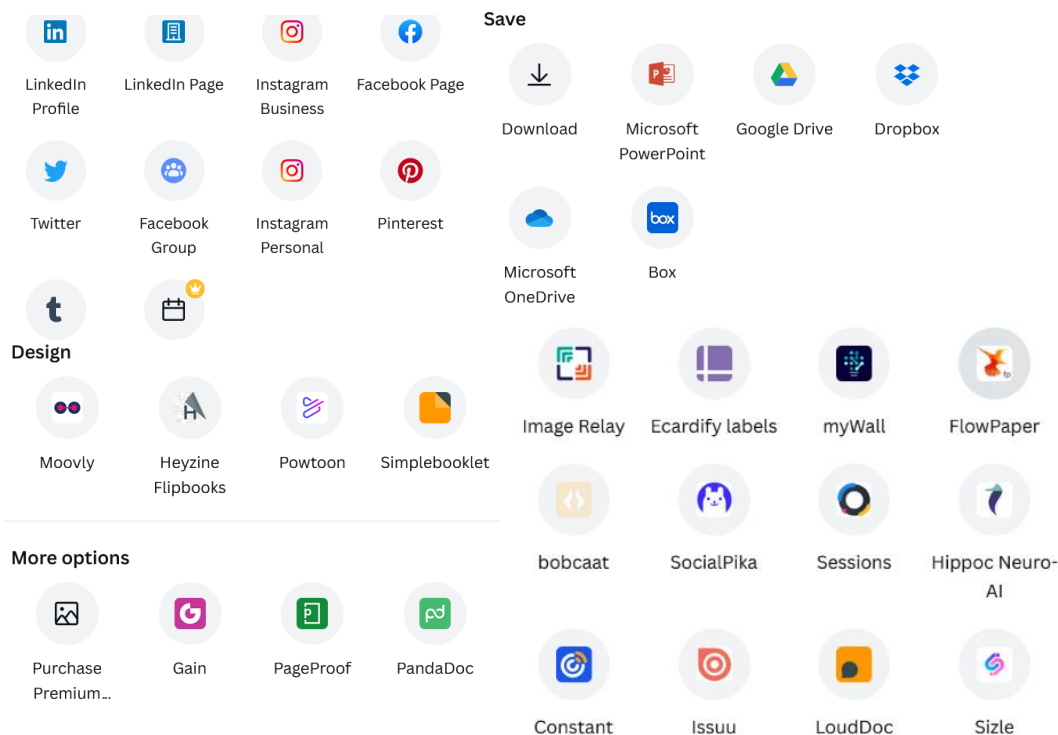 LinkedIn
Profile
LinkedIn Page
Instagram
Business
Facebook Page
Twitter
Facebook
Group
Instagram
Personal
Pinterest
Design
Moovly
Heyzine
Flipbooks
Powtoon
Simplebooklet
More options
Purchase
Premium...
Gain
PageProof
PandaDoc
Save
Download
Microsoft
PowerPoint
Google Drive
Dropbox
box
Microsoft
OneDrive
Box
fp
Image Relay
Ecardify labels
myWall
FlowPaper
bobcaat
SocialPika
Sessions
Hippoc Neuro-
AI
Constant
Issuu
LoudDoc
Sizle